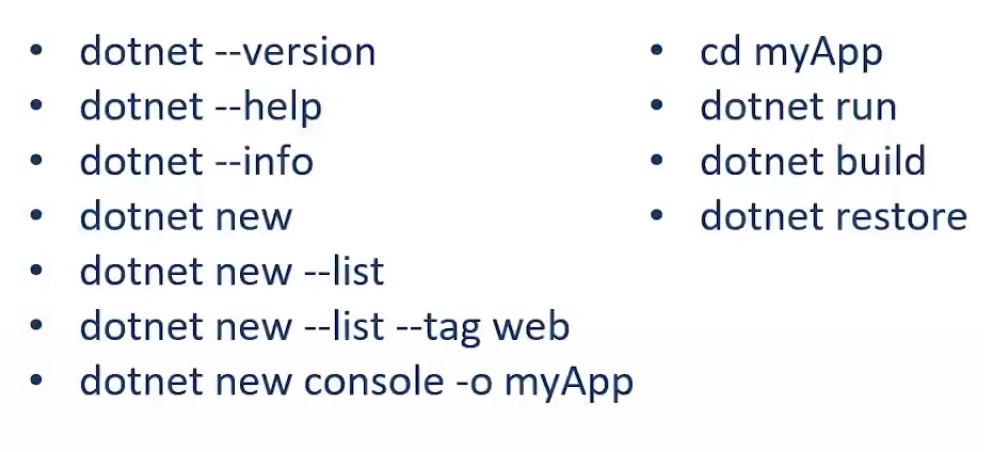 • dotnet --version
• dotnet --help
• dotnet --info
• dotnet new
• dotnet new --list
• dotnet new --list --tag web
• dotnet new console -o myApp
• cd myApp
• dotnet run
• dotnet build
• dotnet restore